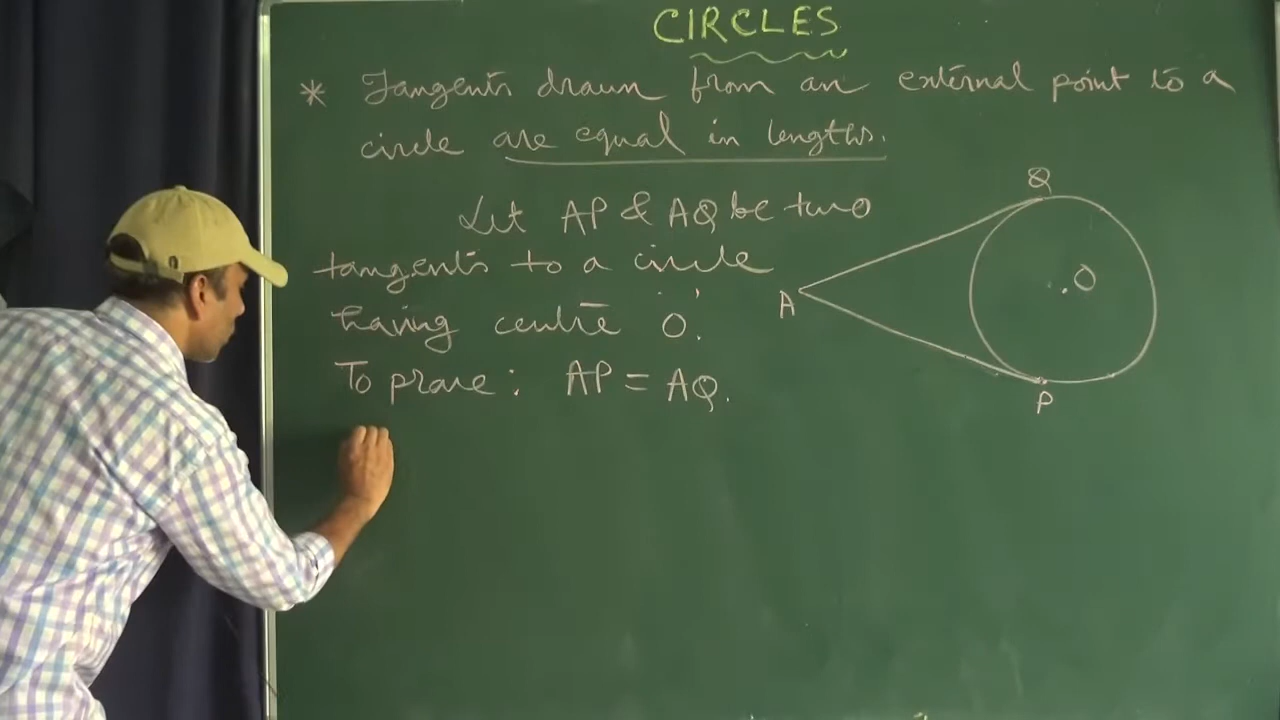 CIRCLES
* Tangents drawn from an external point to a
circle are equal in lengths.
Let AP & AQ be two
tangents to a circle
having centre O.
To prove: AP = AQ.
Q
O
A
P